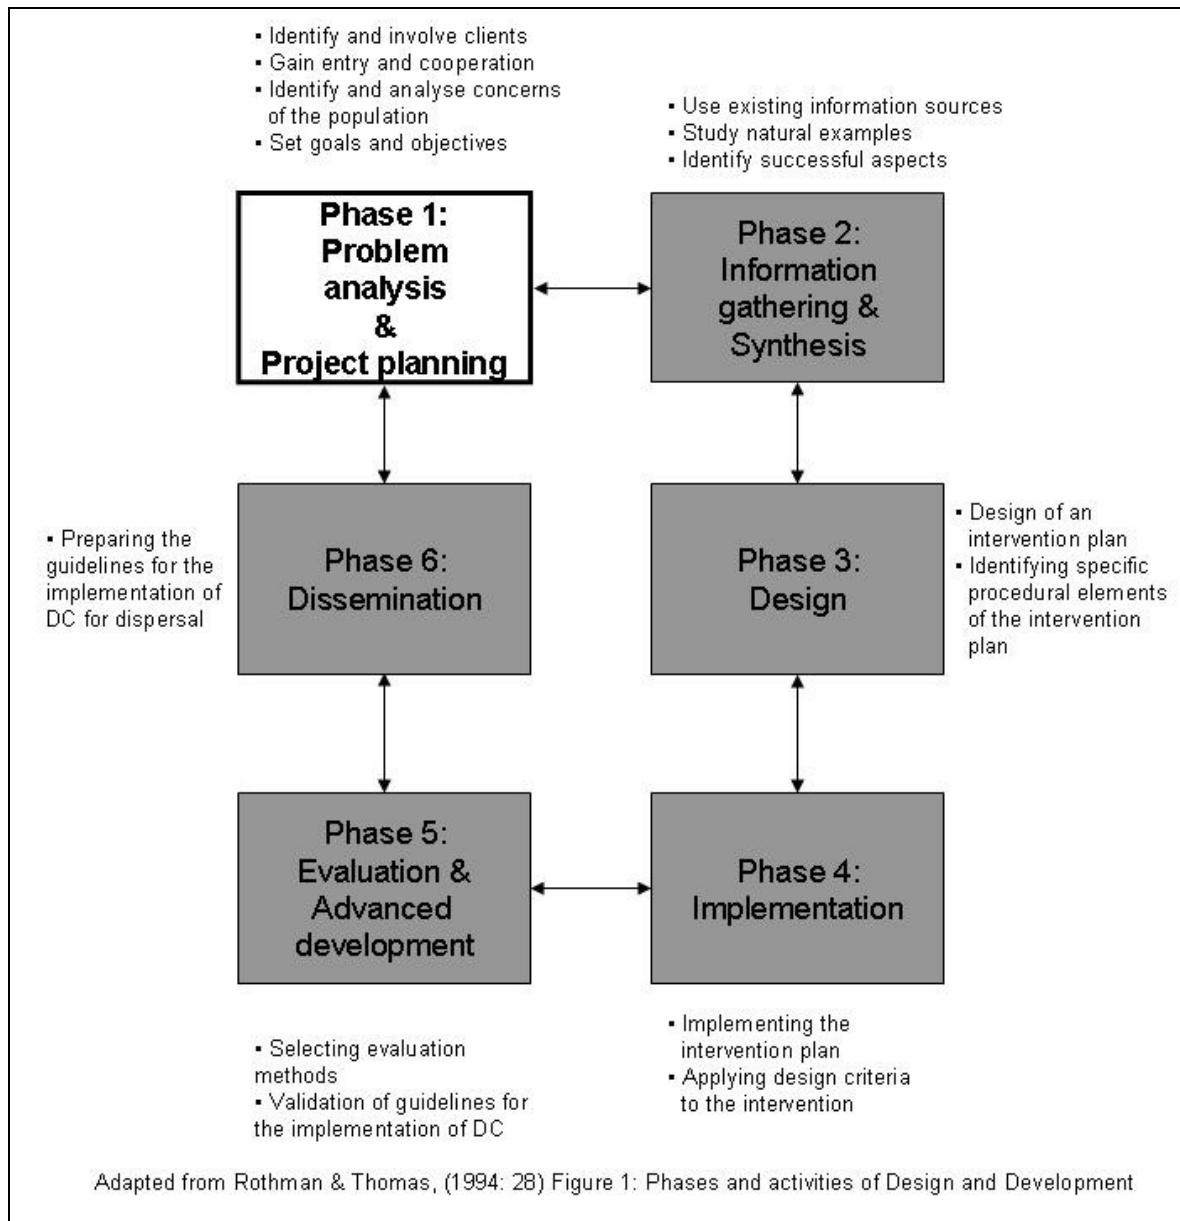 ▪ Identify and involve clients
▪ Gain entry and cooperation
▪ Identify and analyse concerns
of the population
▪ Set goals and objectives
▪ Use existing information sources
▪ Study natural examples
▪ Identify successful aspects
Phase 1:
Problem
analysis
&
Project planning
Phase 2:
Information
gathering &
Synthesis
▪ Preparing the
guidelines for the
implementation of
DC for dispersal
Phase 6:
Dissemination
Phase 3:
Design
▪ Design of an
intervention plan
▪ Identifying specific
procedural elements
of the intervention
plan
Phase 5:
Evaluation &
Advanced
development
Phase 4:
Implementation
▪ Selecting evaluation
methods
▪ Validation of guidelines for
the implementation of DC
▪ Implementing the
intervention plan
▪ Applying design criteria
to the intervention
Adapted from Rothman & Thomas, (1994: 28) Figure 1: Phases and activities of Design and Development